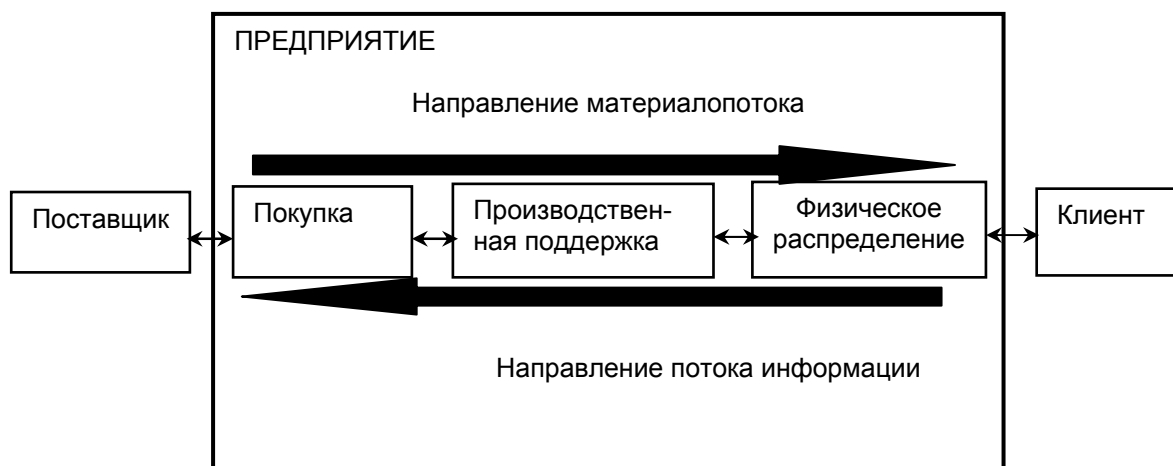 ПРЕДПРИЯТИЕ
Направление материалопотока
Поставщик
Покупка
Производствен-
ная поддержка
Физическое
распределение
Клиент
Направление потока информации